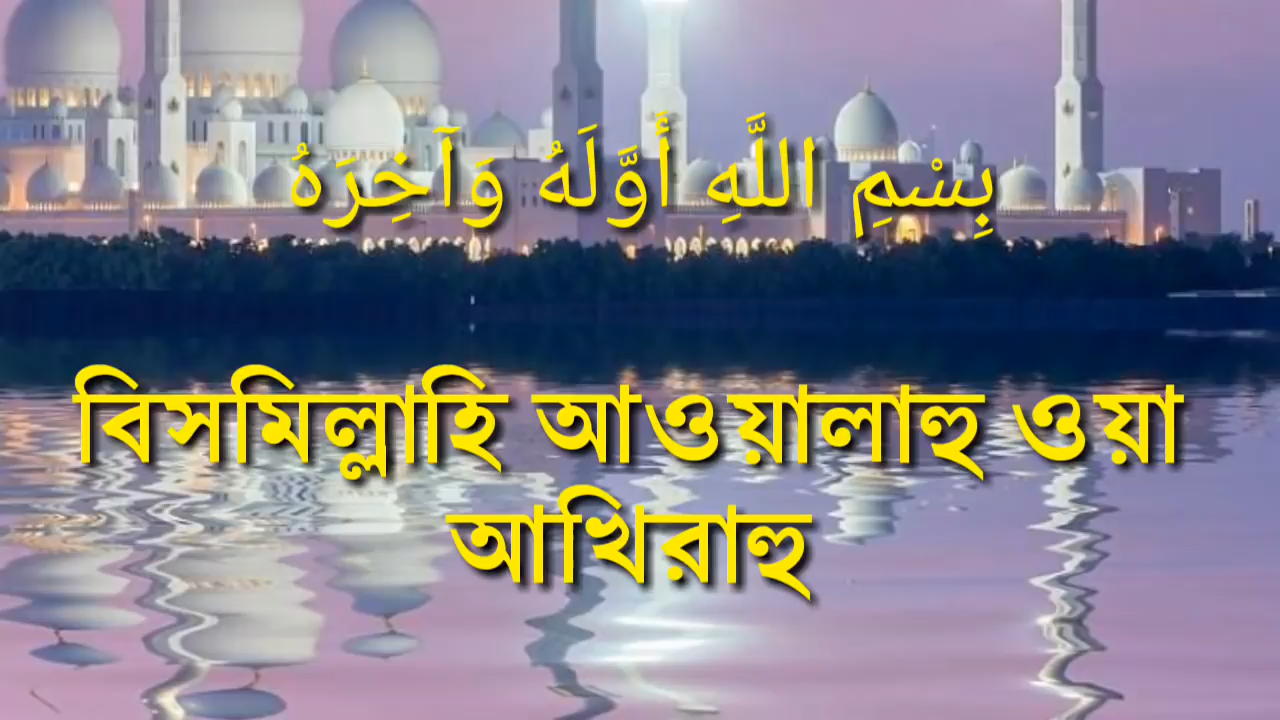 بِسْمِ اللَّهِ أَوَّلَهُ وَآخِرَهُ
বিসমিল্লাহি আওয়ালাহু ওয়া
আখিরাহু